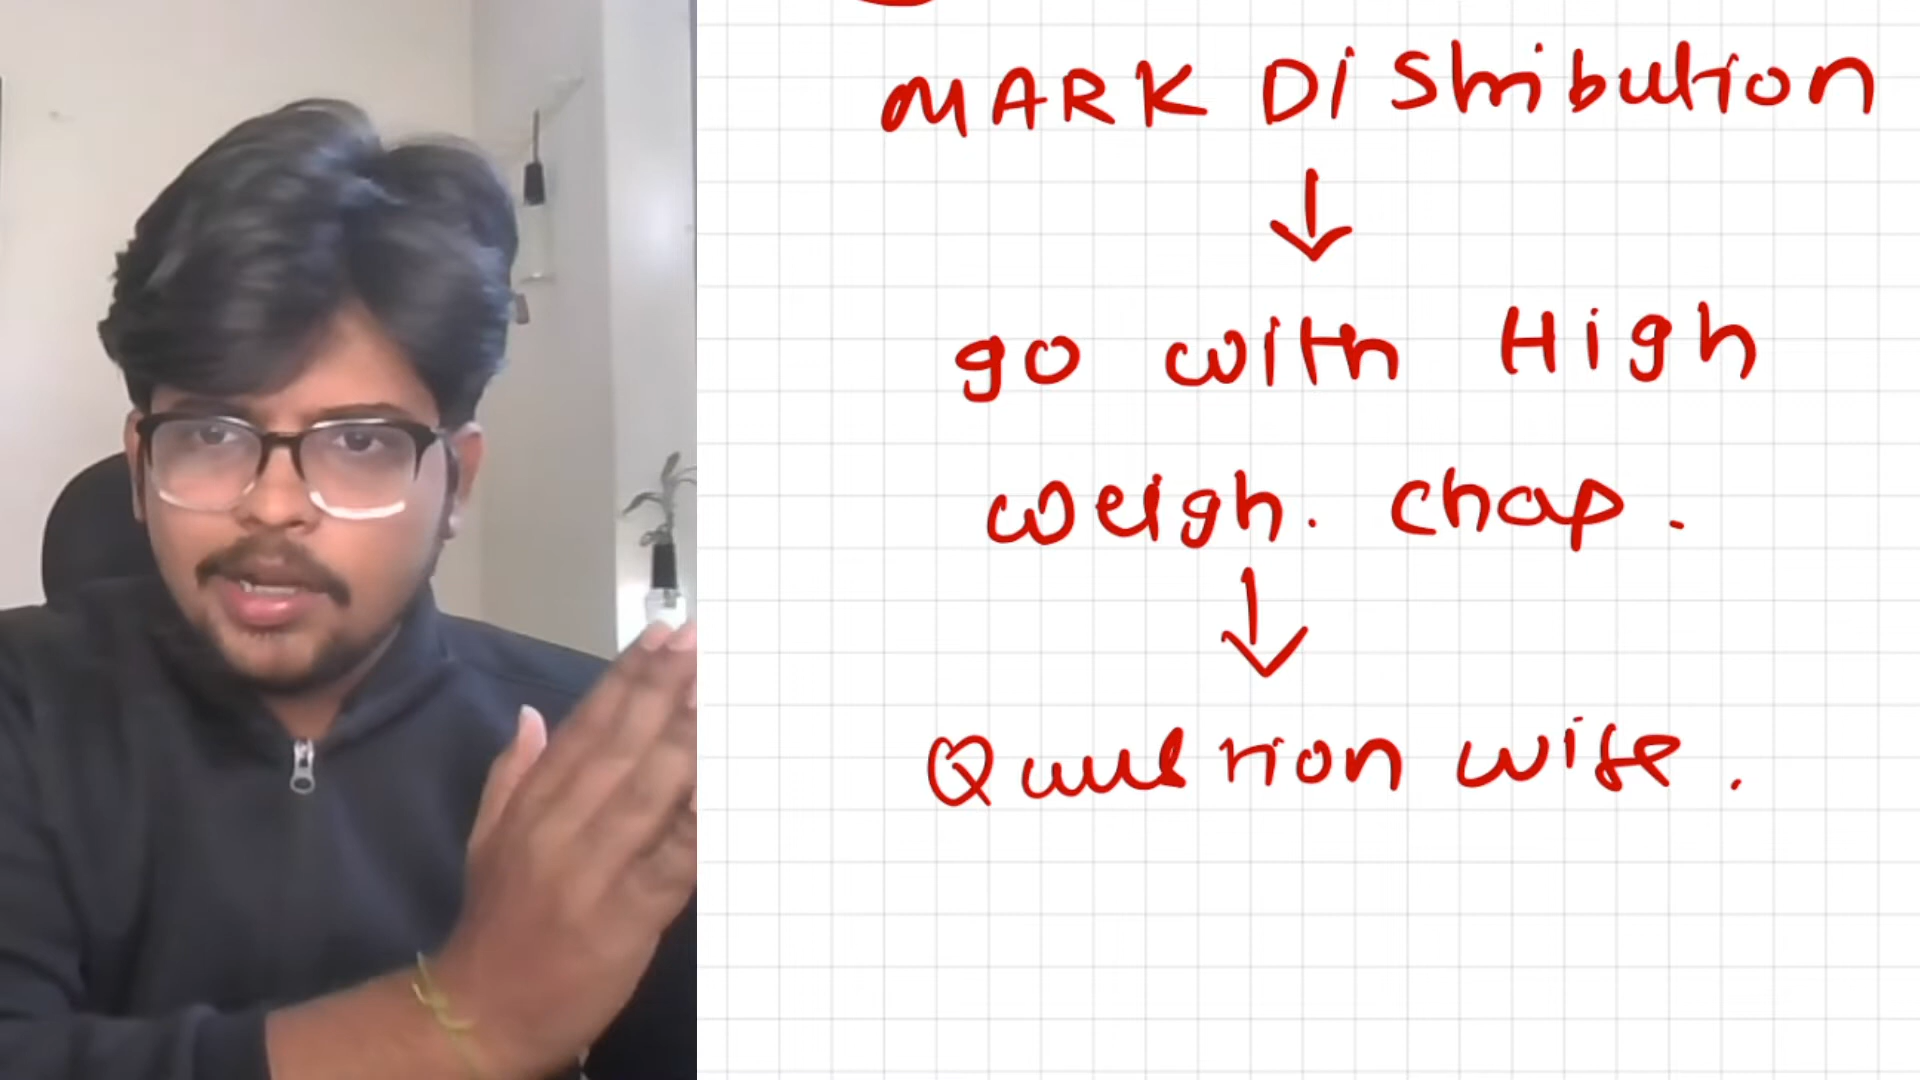 MARK DiStribution
↓
go with High
weigh. chap.
↓
Question wise.